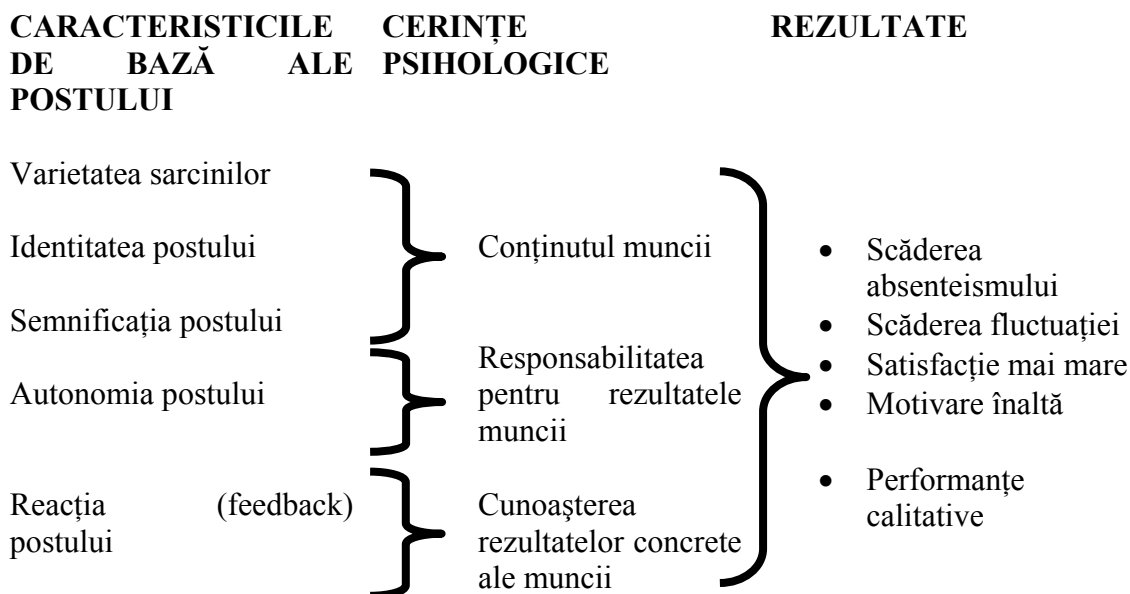 CARACTERISTICILE DE BAZĂ ALE POSTULUI
CERINȚE PSIHOLOGICE
REZULTATE
Varietatea sarcinilor
Identitatea postului
Semnificația postului
Autonomia postului
Reacția (feedback)
postului
Conținutul muncii
Responsabilitatea
pentru rezultatele
muncii
Cunoaşterea
rezultatelor concrete
ale muncii
• Scăderea
absenteismului
• Scăderea fluctuației
• Satisfacție mai mare
• Motivare înaltă
• Performanțe
calitative